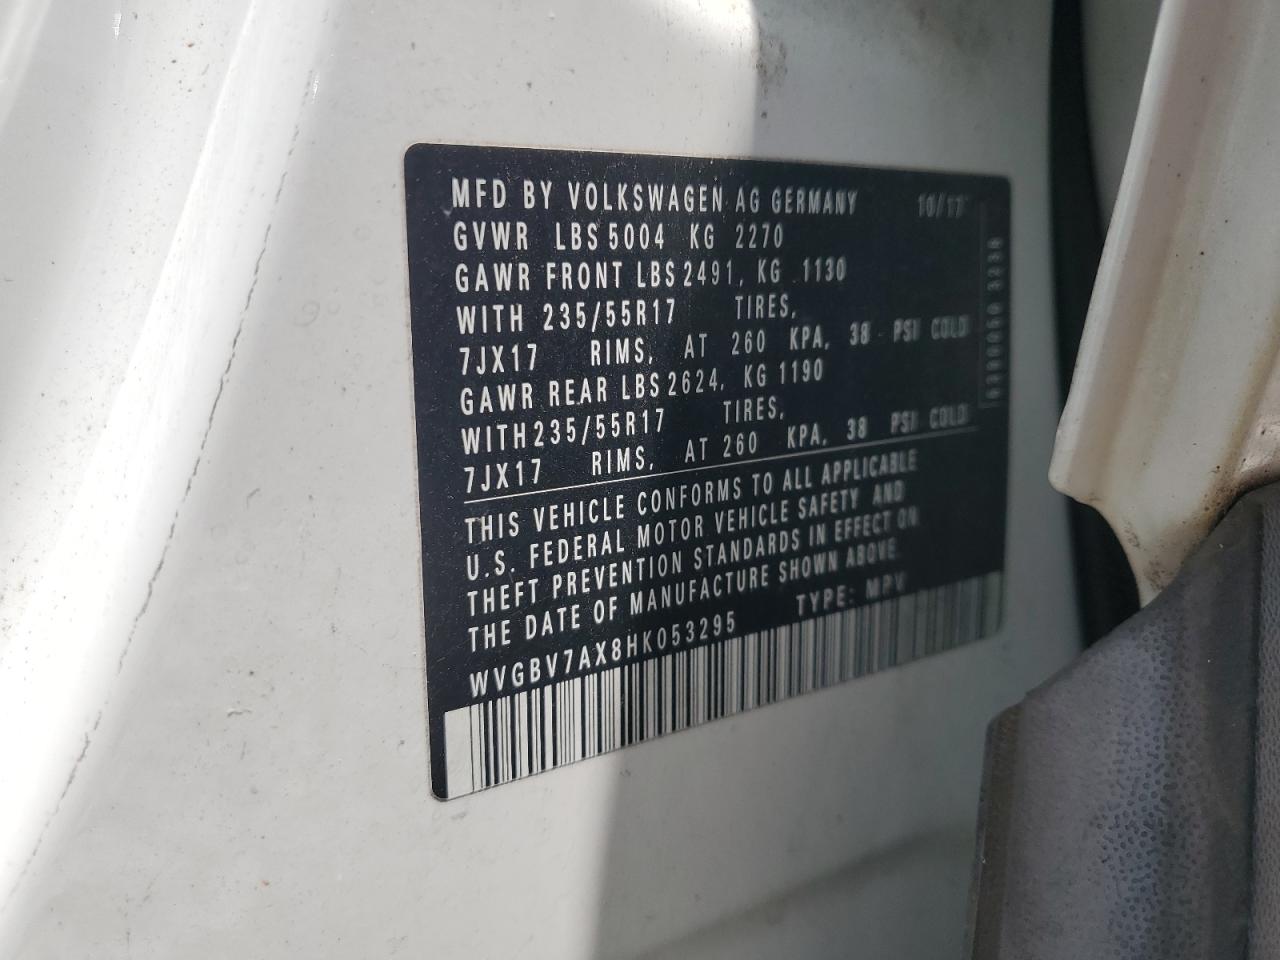 MFD BY VOLKSWAGEN AG GERMANY 10/17
GVWR LBS 5004 KG 2270
GAWR FRONT LBS 2491, KG 1130
WITH 235/55R17 TIRES,
7JX17 RIMS, AT 260 KPA, 38 PSI COLD
GAWR REAR LBS 2624, KG 1190
WITH 235/55R17 TIRES,
7JX17 RIMS, AT 260 KPA, 38 PSI COLD
THIS VEHICLE CONFORMS TO ALL APPLICABLE
U.S. FEDERAL MOTOR VEHICLE SAFETY AND
THEFT PREVENTION STANDARDS IN EFFECT ON
THE DATE OF MANUFACTURE SHOWN ABOVE.
WVGBV7AX8HK053295 TYPE: MPV